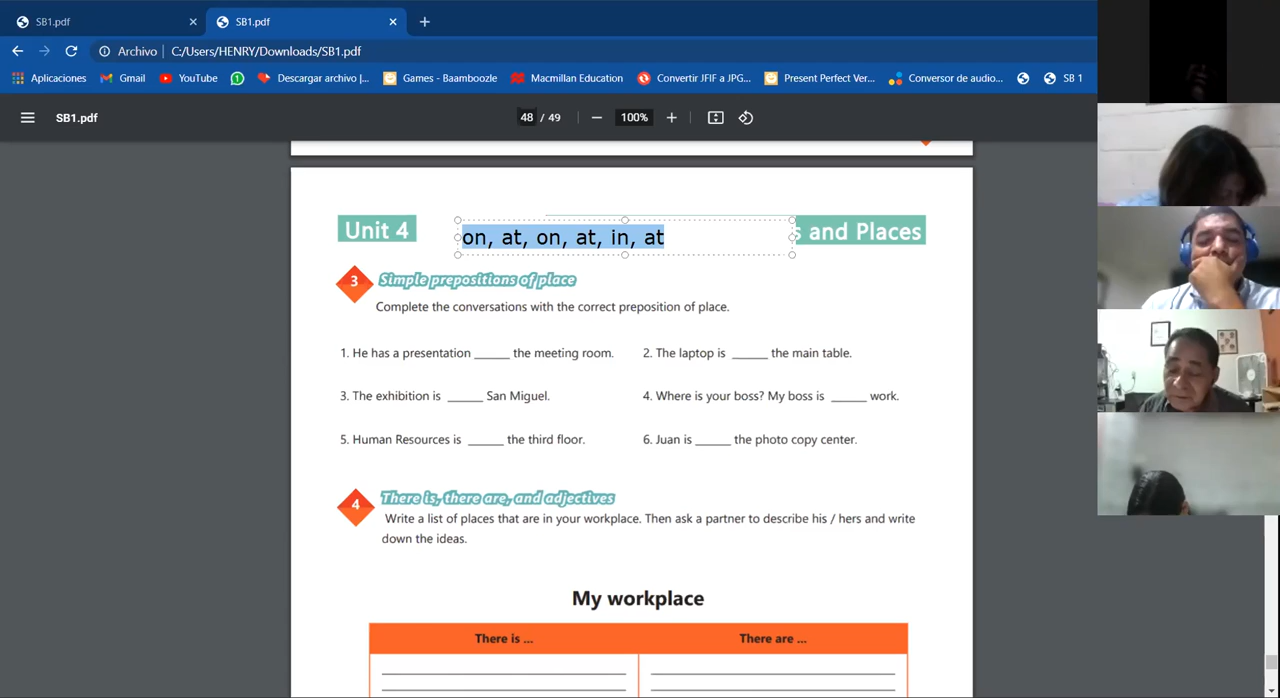 SB1.pdf
SB1.pdf
Archivo C:/Users/HENRY/Downloads/SB1.pdf
Aplicaciones Gmail YouTube 1 Descargar archivo |... Games - Baamboozle Macmillan Education Convertir JFIF a JPG... Present Perfect Ver... Conversor de audio... SB 1
SB1.pdf 48 / 49 100%
Unit 4 on, at, on, at, in, at s and Places
3 Simple prepositions of place
Complete the conversations with the correct preposition of place.
1. He has a presentation _____ the meeting room. 2. The laptop is _____ the main table.
3. The exhibition is _____ San Miguel. 4. Where is your boss? My boss is _____ work.
5. Human Resources is _____ the third floor. 6. Juan is _____ the photo copy center.
4 There is, there are, and adjectives
Write a list of places that are in your workplace. Then ask a partner to describe his / hers and write
down the ideas.
My workplace
There is ... There are ...